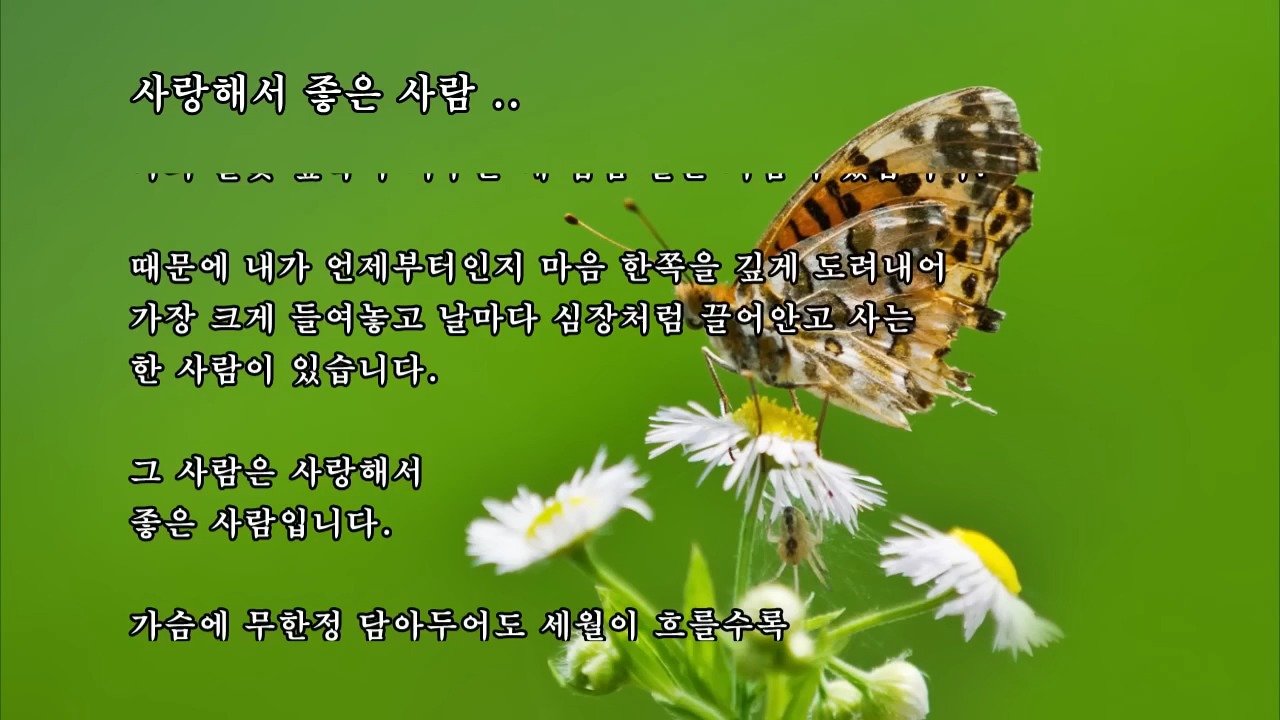 사랑해서 좋은 사람 ..
때문에 내가 언제부터인지 마음 한쪽을 깊게 도려내어
가장 크게 들여놓고 날마다 심장처럼 끌어안고 사는
한 사람이 있습니다.
그 사람은 사랑해서
좋은 사람입니다.
가슴에 무한정 담아두어도 세월이 흐를수록